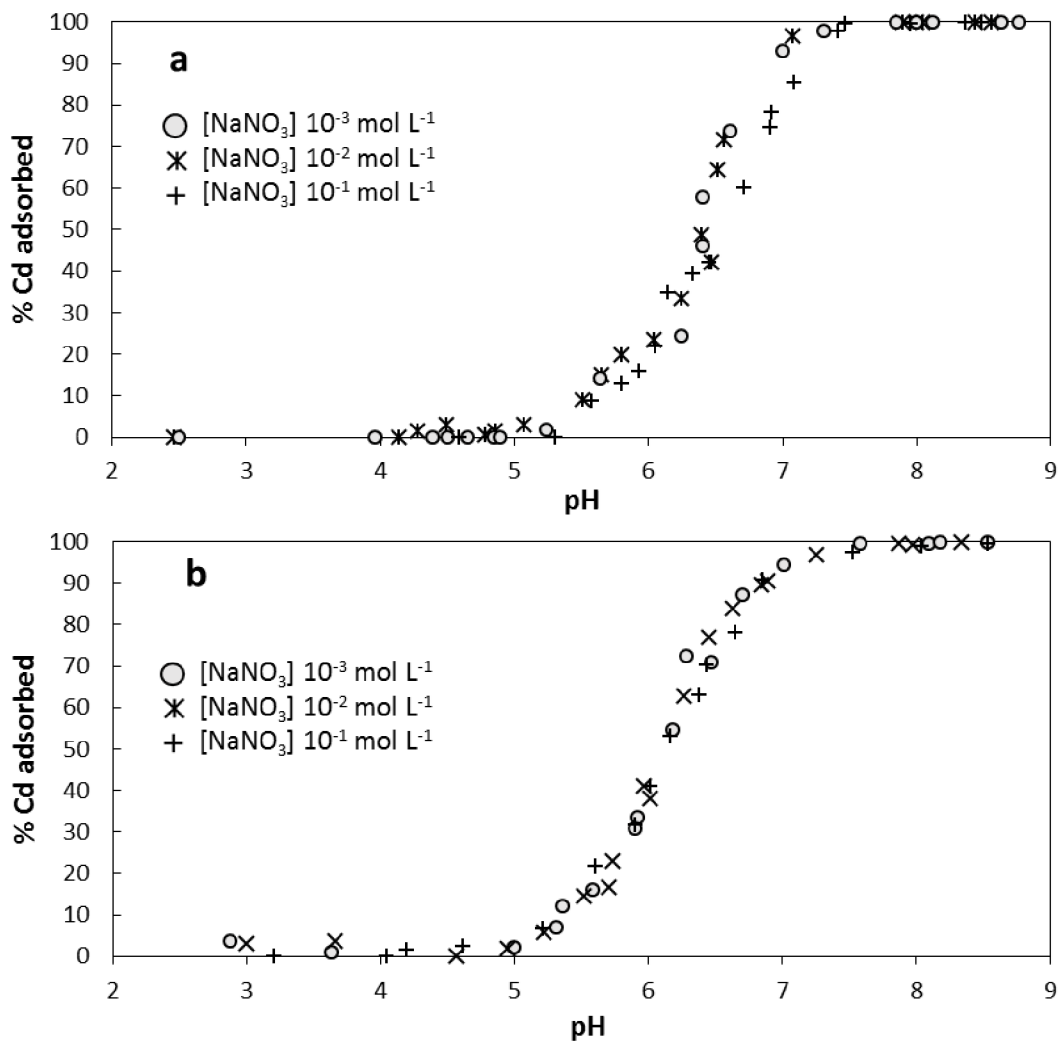 100
90
80
70
60
50
40
30
20
10
0
% Cd adsorbed
a
[NaNO₃] 10⁻³ mol L⁻¹
[NaNO₃] 10⁻² mol L⁻¹
[NaNO₃] 10⁻¹ mol L⁻¹
2 3 4 5 6 7 8 9
pH
100
90
80
70
60
50
40
30
20
10
0
% Cd adsorbed
b
[NaNO₃] 10⁻³ mol L⁻¹
[NaNO₃] 10⁻² mol L⁻¹
[NaNO₃] 10⁻¹ mol L⁻¹
2 3 4 5 6 7 8 9
pH